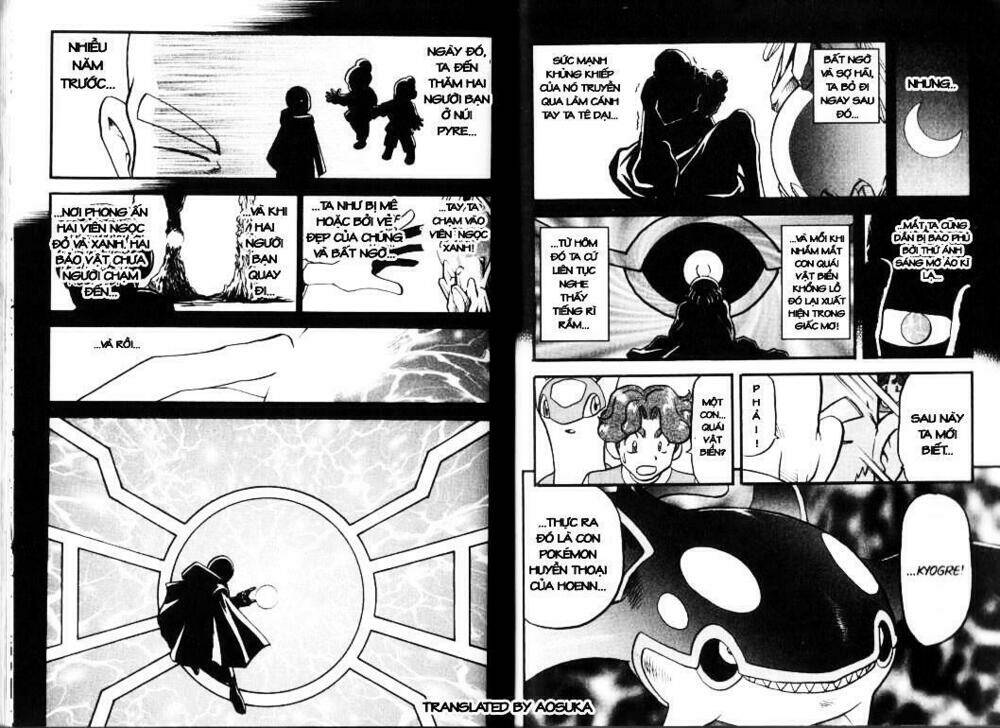 NHIỀU
NĂM
TRƯỚC...
NGÀY ĐÓ,
TA ĐẾN
THĂM HAI
NGƯỜI BẠN
Ở NÚI
PYRE...
...NƠI PHONG ẤN
HAI VIÊN NGỌC
ĐỎ VÀ XANH, HAI
BẢO VẬT CHƯA
NGƯỜI CHẠM
ĐẾN...
...VÀ KHI
HAI
NGƯỜI
BẠN
QUAY
ĐI...
...TA NHƯ BỊ MÊ
HOẶC BỞI VẺ
ĐẸP CỦA CHÚNG
VÀ BẤT NGỜ...
...TAY TA
CHẠM VÀO
VIÊN NGỌC
XANH!
...VÀ RỒI...
NHƯNG...
BẤT NGỜ
VÀ SỢ HÃI,
TA BỎ ĐI
NGAY SAU
ĐÓ...
SỨC MẠNH
KHỦNG KHIẾP
CỦA NÓ TRUYỀN
QUA LÀM CÁNH
TAY TA TÊ DẠI...
...TỪ HÔM
ĐÓ TA CỨ
LIÊN TỤC
NGHE
THẤY
TIẾNG RÌ
RẦM...
...VÀ MỖI KHI
NHẮM MẮT
CON QUÁI
VẬT BIỂN
KHỔNG LỒ
ĐÓ LẠI XUẤT
HIỆN TRONG
GIẤC MƠ!
...MẮT TA CŨNG
DẦN BỊ BAO PHỦ
BỞI THỨ ÁNH
SÁNG MỜ ẢO KÌ
LẠ...
SAU NÀY
TA MỚI
BIẾT...
PHẢI!
MỘT
CON...
QUÁI
VẬT
BIỂN?
...THỰC RA
ĐÓ LÀ CON
POKÉMON
HUYỀN THOẠI
CỦA HOENN...
...KYOGRE!
TRANSLATED BY AOSUKA